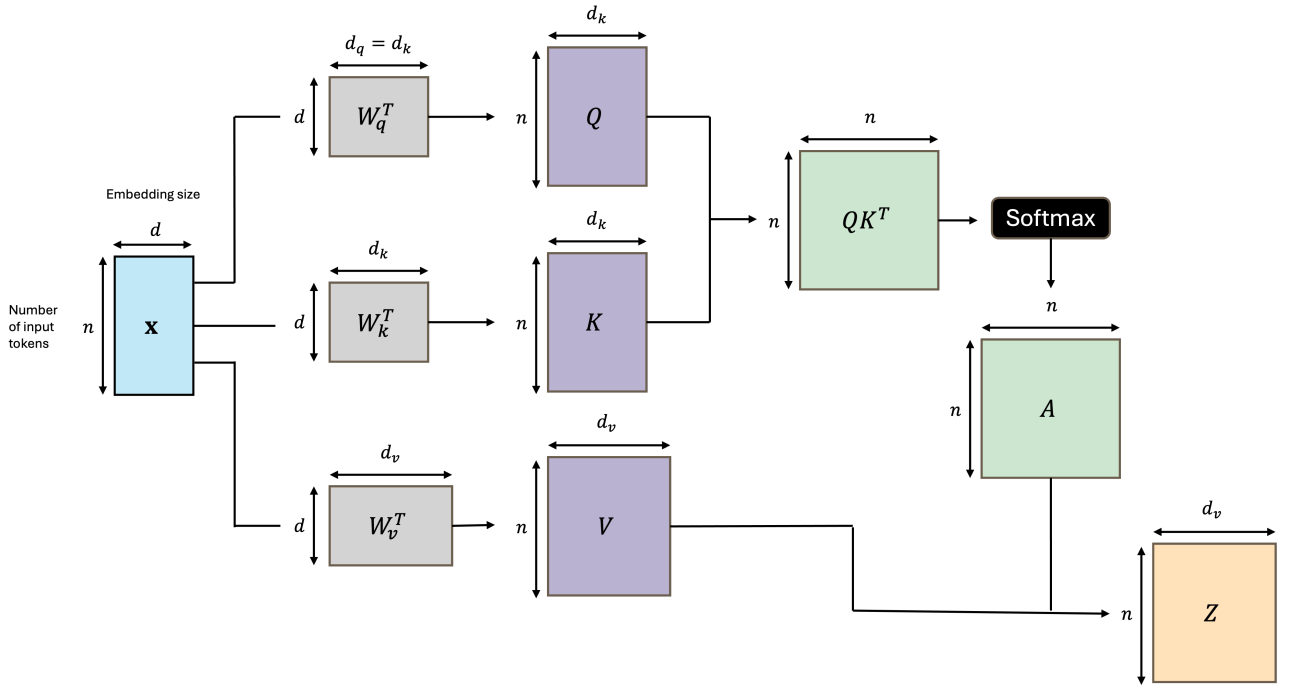 d_k
d_q = d_k
d
W_q^T
n
Q
n
n
QK^T
Softmax
Embedding size
d
Number
of input
tokens
n
x
d_k
d
W_k^T
d_k
n
K
n
n
A
d_v
d
W_v^T
d_v
n
V
d_v
n
Z